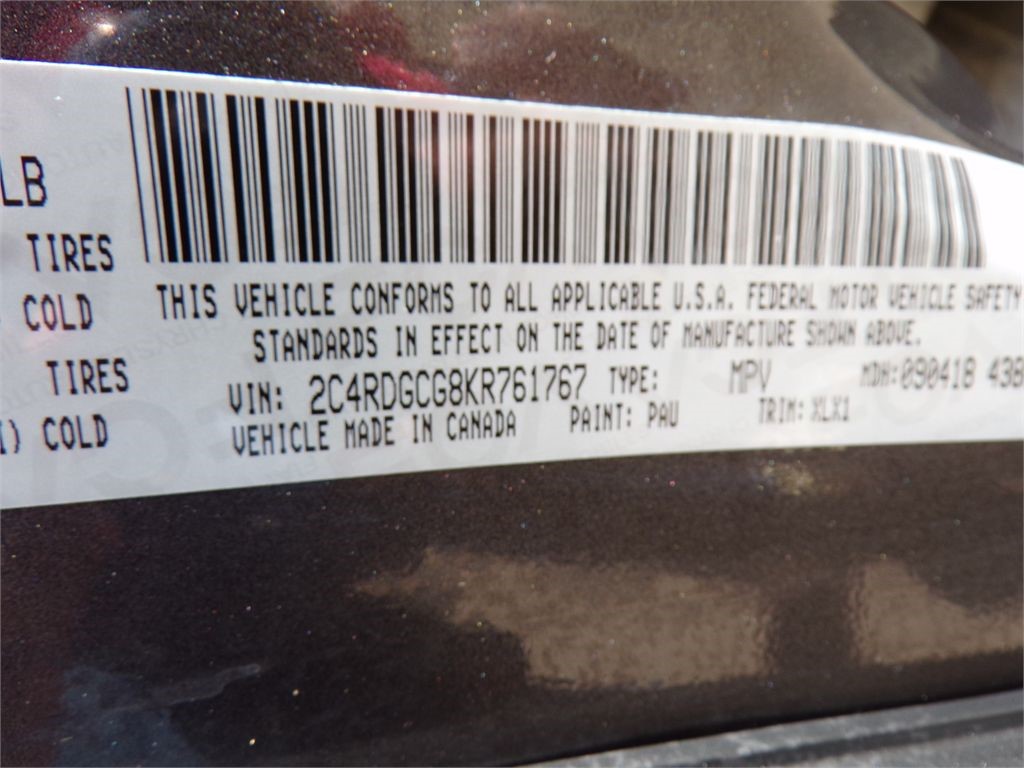 LB
TIRES
COLD
TIRES
I) COLD
THIS VEHICLE CONFORMS TO ALL APPLICABLE U.S.A. FEDERAL MOTOR VEHICLE SAFETY
STANDARDS IN EFFECT ON THE DATE OF MANUFACTURE SHOWN ABOVE.
VIN: 2C4RDGCG8KR761767 TYPE: MPV MDH:090418 438
VEHICLE MADE IN CANADA PAINT: PAU TRIM: XLX1